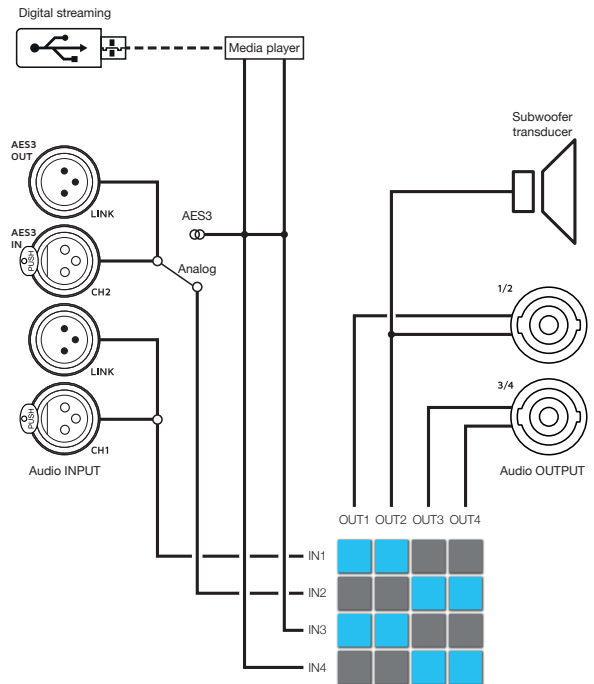 Digital streaming
Media player
Subwoofer
transducer
AES3
OUT
LINK
AES3
IN
PUSH
CH2
AES3
Analog
LINK
PUSH
CH1
Audio INPUT
1/2
3/4
Audio OUTPUT
OUT1 OUT2 OUT3 OUT4
IN1
IN2
IN3
IN4